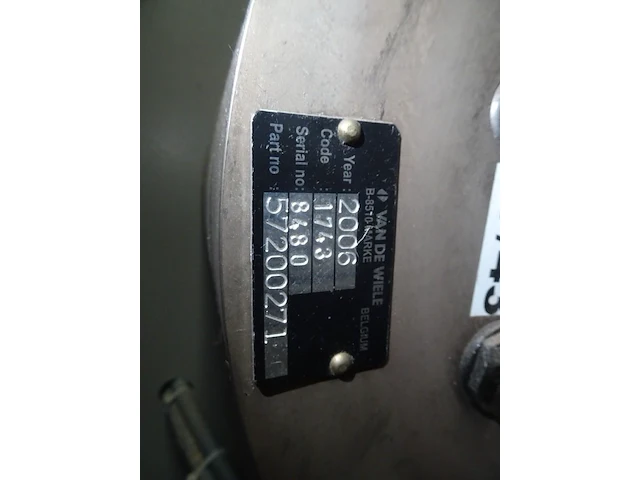 VAN DE WIELE
B-8510 MARKE BELGIUM
Year : 2006
Code : 1743
Serial no: 8480
Part no : 57200271